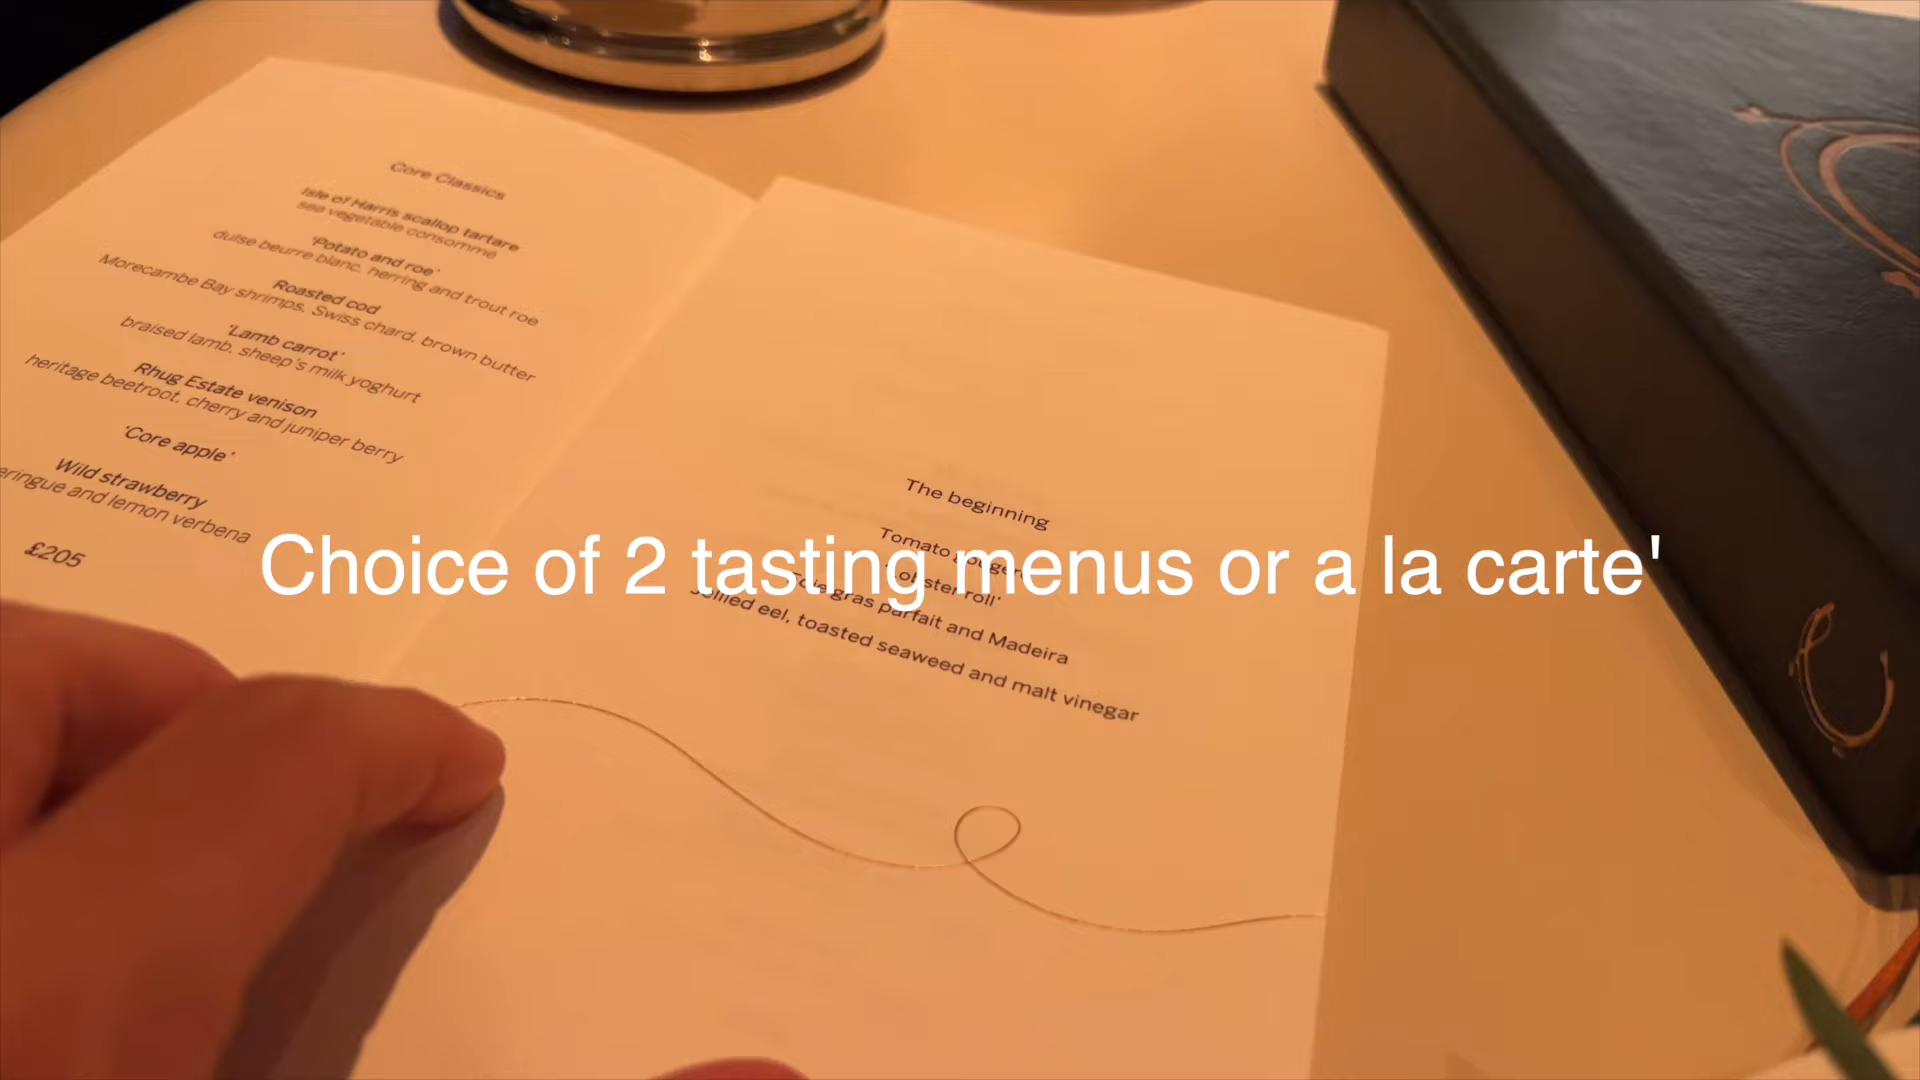 Core Classics
Isle of Harris scallop tartare
sea vegetable consommé
'Potato and roe'
dulse beurre blanc, herring and trout roe
Roasted cod
Morecambe Bay shrimps, Swiss chard, brown butter
'Lamb carrot'
braised lamb, sheep's milk yoghurt
Rhug Estate venison
heritage beetroot, cherry and juniper berry
'Core apple'
Wild strawberry
and lemon verbena
£205
The beginning
Tomato
'Lobster roll'
Foie gras parfait and Madeira
Jellied eel, toasted seaweed and malt vinegar
Choice of 2 tasting menus or a la carte'